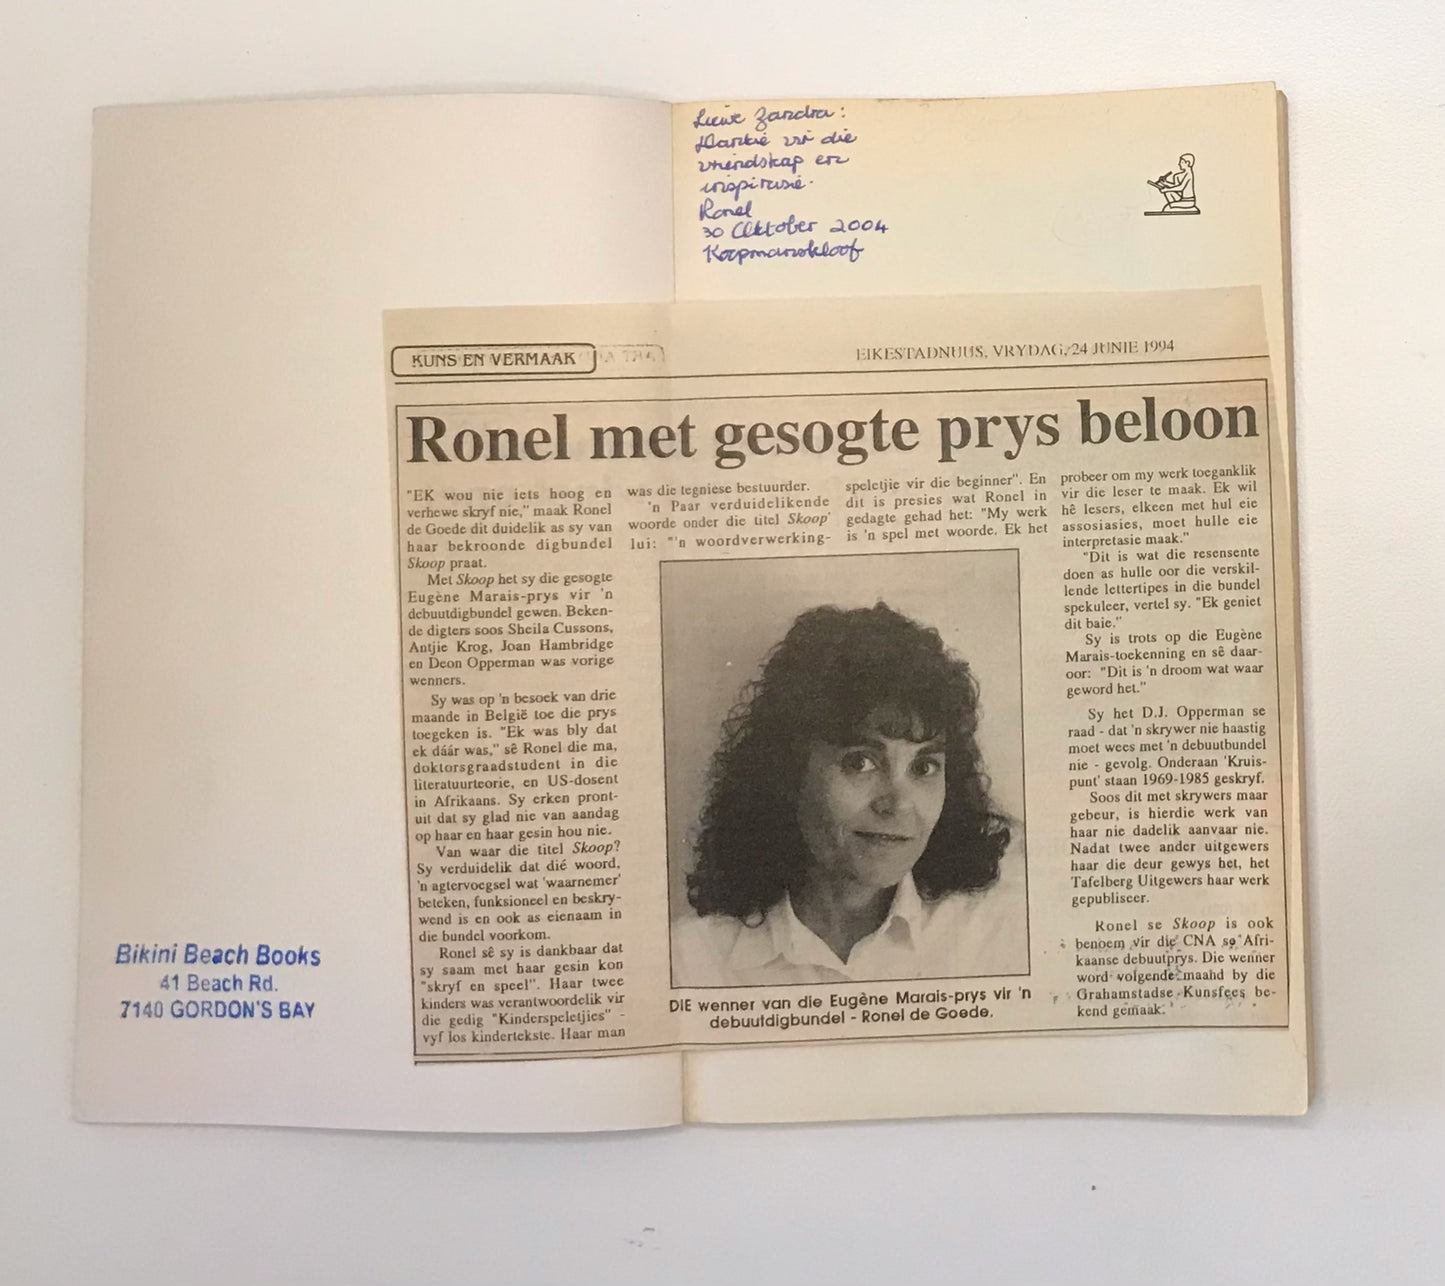 Liewe Zandra:
Dankie vir die
vriendskap en
inspirasie.
Ronel
30 Oktober 2004
Koopmanskloof
KUNS EN VERMAAK
EIKESTADNUUS, VRYDAG, 24 JUNIE 1994
Ronel met gesogte prys beloon
"EK wou nie iets hoog en
verhewe skryf nie," maak Ronel
de Goede dit duidelik as sy van
haar bekroonde digbundel
Skoop praat.
Met Skoop het sy die gesogte
Eugène Marais-prys vir 'n
debuutdigbundel gewen. Beken-
de digters soos Sheila Cussons,
Antjie Krog, Joan Hambridge
en Deon Opperman was vorige
wenners.
Sy was op 'n besoek van drie
maande in België toe die prys
toegeken is. "Ek was bly dat
ek dáár was," sê Ronel die ma,
doktorsgraadstudent in die
literatuurteorie, en US-dosent
in Afrikaans. Sy erken pront-
uit dat sy glad nie van aandag
op haar en haar gesin hou nie.
Van waar die titel Skoop?
Sy verduidelik dat dié woord,
'n agtervoegsel wat 'waarnemer'
beteken, funksioneel en beskry-
wend is en ook as eienaam in
die bundel voorkom.
Ronel sê sy is dankbaar dat
sy saam met haar gesin kon
"skryf en speel". Haar twee
kinders was verantwoordelik vir
die gedig "Kinderspeletjies" -
vyf los kindertekste. Haar man
was die tegniese bestuurder.
'n Paar verduidelikende
woorde onder die titel Skoop'
lui: "'n woordverwerking-
speletjie vir die beginner". En
dit is presies wat Ronel in
gedagte gehad het: "My werk
is 'n spel met woorde. Ek het
probeer om my werk toeganklik
vir die leser te maak. Ek wil
hê lesers, elkeen met hul eie
assosiasies, moet hulle eie
interpretasie maak."
"Dit is wat die resensente
doen as hulle oor die verskil-
lende lettertipes in die bundel
spekuleer, vertel sy. "Ek geniet
dit baie."
Sy is trots op die Eugène
Marais-toekenning en sê daar-
oor: "Dit is 'n droom wat waar
geword het."
Sy het D.J. Opperman se
raad - dat 'n skrywer nie haastig
moet wees met 'n debuutbundel
nie - gevolg. Onderaan 'Kruis-
punt' staan 1969-1985 geskryf.
Soos dit met skrywers maar
gebeur, is hierdie werk van
haar nie dadelik aanvaar nie.
Nadat twee ander uitgewers
haar die deur gewys het, het
Tafelberg Uitgewers haar werk
gepubliseer.
Ronel se Skoop is ook
benoem vir die CNA se Afri-
kaanse debuutprys. Die wenner
word volgende maand by die
Grahamstadse Kunsfees be-
kend gemaak.
DIE wenner van die Eugène Marais-prys vir 'n
debuutdigbundel - Ronel de Goede.
Bikini Beach Books
41 Beach Rd.
7140 GORDON'S BAY